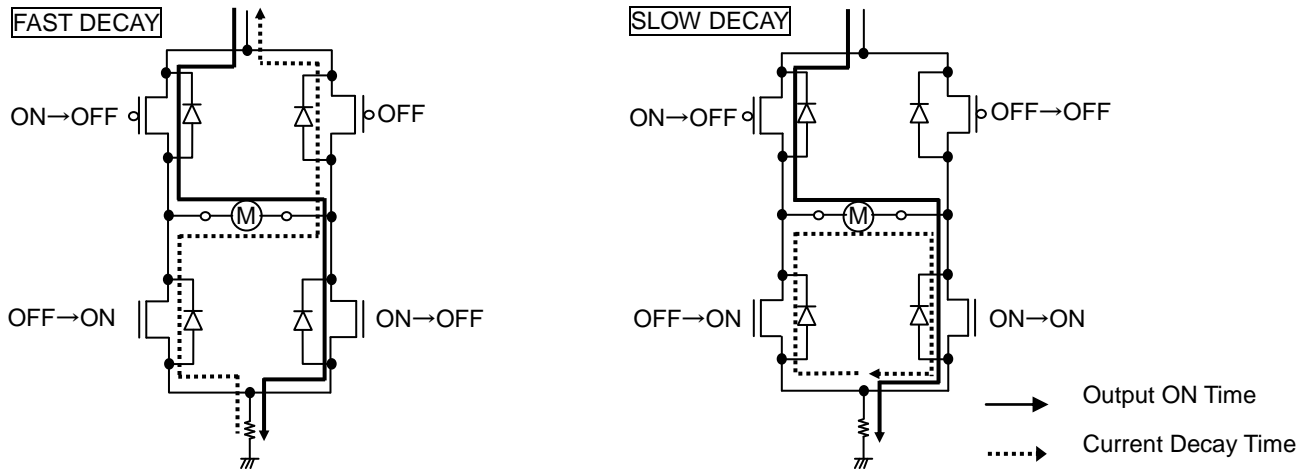 FAST DECAY
ON→OFF
OFF
M
OFF→ON
ON→OFF
SLOW DECAY
ON→OFF
OFF→OFF
M
OFF→ON
ON→ON
Output ON Time
Current Decay Time